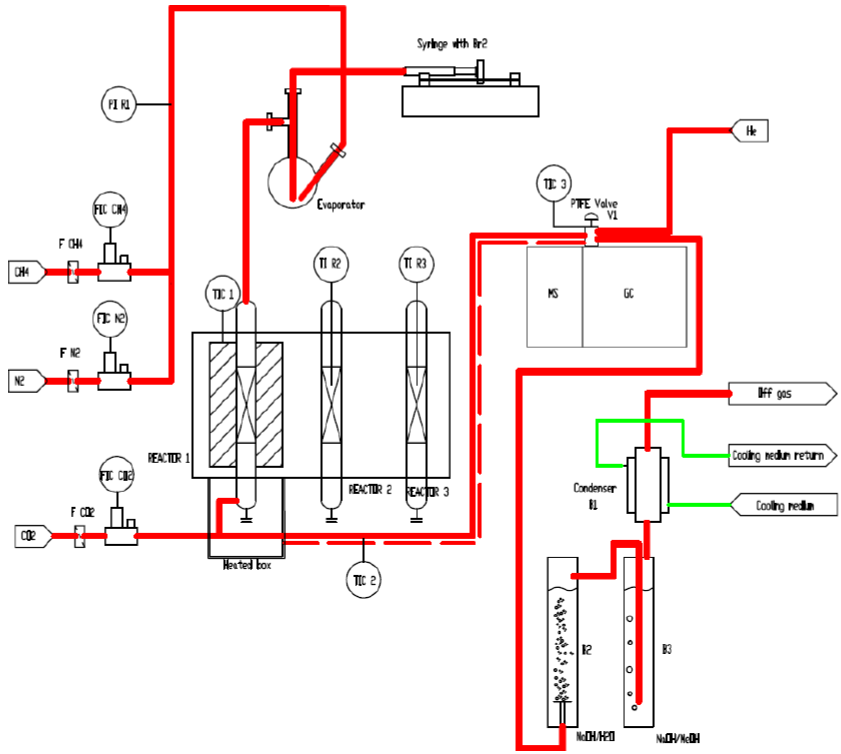 Syringe with Br2
PI R1
He
TIC 3
PTFE Valve
V1
FIC CH4
Evaporator
F CH4
CH4
TIC 1
TI R2
TI R3
MS
GC
FIC N2
F N2
N2
Off gas
REACTOR 1
Cooling medium return
FIC CO2
REACTOR 2
REACTOR 3
Condenser
B1
Cooling medium
F CO2
CO2
Heated box
TIC 2
B2
B3
NaOH/H2O
NaOH/MeOH